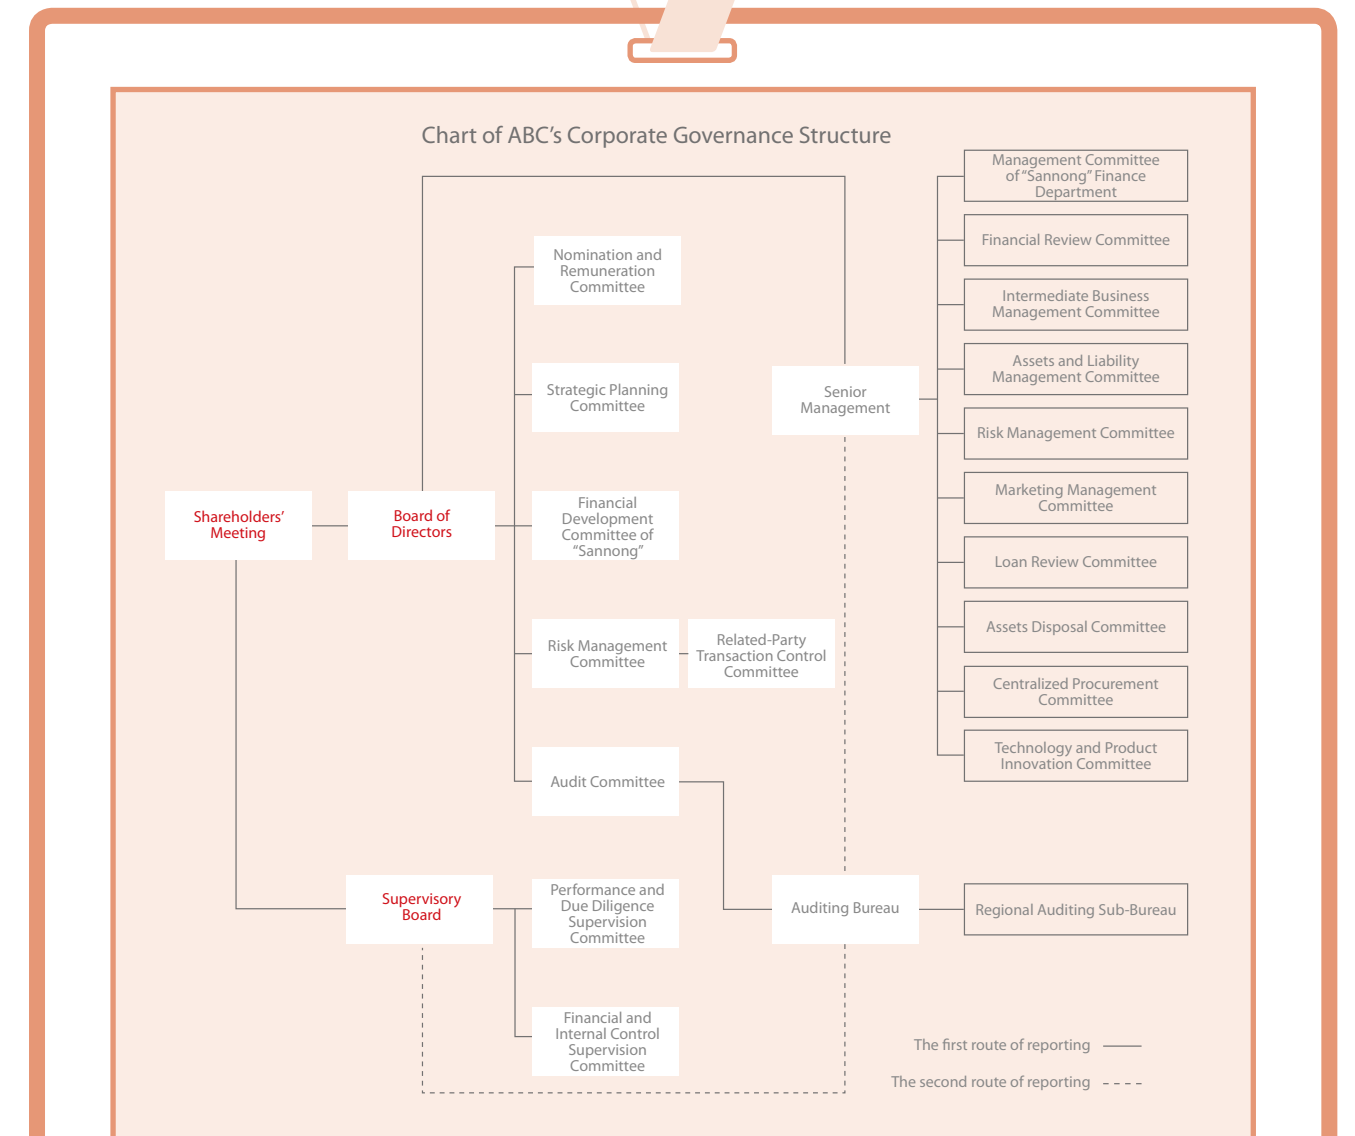 Chart of ABC’s Corporate Governance Structure
Shareholders’
Meeting
Board of
Directors
Supervisory
Board
Nomination and
Remuneration
Committee
Strategic Planning
Committee
Financial
Development
Committee of
“Sannong”
Risk Management
Committee
Related-Party
Transaction Control
Committee
Audit Committee
Performance and
Due Diligence
Supervision
Committee
Financial and
Internal Control
Supervision
Committee
Senior
Management
Auditing Bureau
Management Committee
of “Sannong” Finance
Department
Financial Review Committee
Intermediate Business
Management Committee
Assets and Liability
Management Committee
Risk Management Committee
Marketing Management
Committee
Loan Review Committee
Assets Disposal Committee
Centralized Procurement
Committee
Technology and Product
Innovation Committee
Regional Auditing Sub-Bureau
The first route of reporting
The second route of reporting